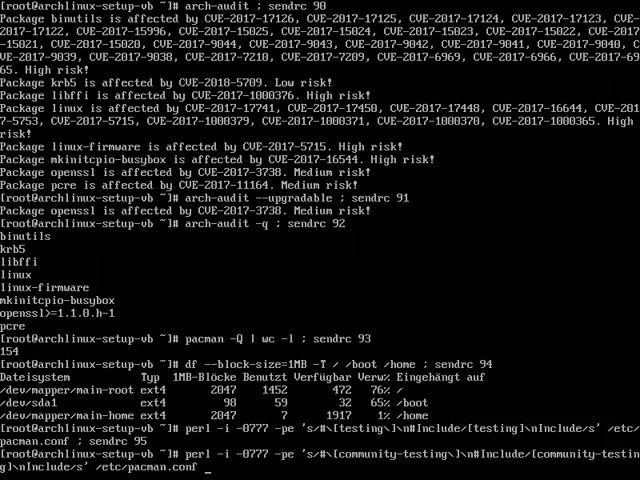 [root@archlinux-setup-vb ~]# arch-audit ; sendrc 90
Package binutils is affected by CVE-2017-17126, CVE-2017-17125, CVE-2017-17124, CVE-2017-17123, CVE-
2017-17122, CVE-2017-15996, CVE-2017-15025, CVE-2017-15024, CVE-2017-15023, CVE-2017-15022, CVE-2017
-15021, CVE-2017-15020, CVE-2017-9044, CVE-2017-9043, CVE-2017-9042, CVE-2017-9041, CVE-2017-9040, C
VE-2017-9039, CVE-2017-9038, CVE-2017-7210, CVE-2017-7209, CVE-2017-6969, CVE-2017-6966, CVE-2017-69
65. High risk!
Package krb5 is affected by CVE-2018-5709. Low risk!
Package libffi is affected by CVE-2017-1000376. High risk!
Package linux is affected by CVE-2017-17741, CVE-2017-17450, CVE-2017-17448, CVE-2017-16644, CVE-201
7-5753, CVE-2017-5715, CVE-2017-1000379, CVE-2017-1000371, CVE-2017-1000370, CVE-2017-1000365. High
risk!
Package linux-firmware is affected by CVE-2017-5715. High risk!
Package mkinitcpio-busybox is affected by CVE-2017-16544. High risk!
Package openssl is affected by CVE-2017-3738. Medium risk!
Package pcre is affected by CVE-2017-11164. Medium risk!
[root@archlinux-setup-vb ~]# arch-audit --upgradable ; sendrc 91
Package openssl is affected by CVE-2017-3738. Medium risk!
[root@archlinux-setup-vb ~]# arch-audit -q ; sendrc 92
binutils
krb5
libffi
linux
linux-firmware
mkinitcpio-busybox
openssl>=1.1.0.h-1
pcre
[root@archlinux-setup-vb ~]# pacman -Q | wc -l ; sendrc 93
154
[root@archlinux-setup-vb ~]# df --block-size=1MB -T / /boot /home ; sendrc 94
Dateisystem Typ 1MB-Blöcke Benutzt Verfügbar Verw% Eingehängt auf
/dev/mapper/main-root ext4 2047 1452 472 76% /
/dev/sda1 ext4 98 59 32 65% /boot
/dev/mapper/main-home ext4 2047 7 1917 1% /home
[root@archlinux-setup-vb ~]# perl -i -0777 -pe 's/#\[testing\]\n#Include/[testing]\nInclude/s' /etc/
pacman.conf ; sendrc 95
[root@archlinux-setup-vb ~]# perl -i -0777 -pe 's/#\[community-testing\]\n#Include/[community-testin
g]\nInclude/s' /etc/pacman.conf _